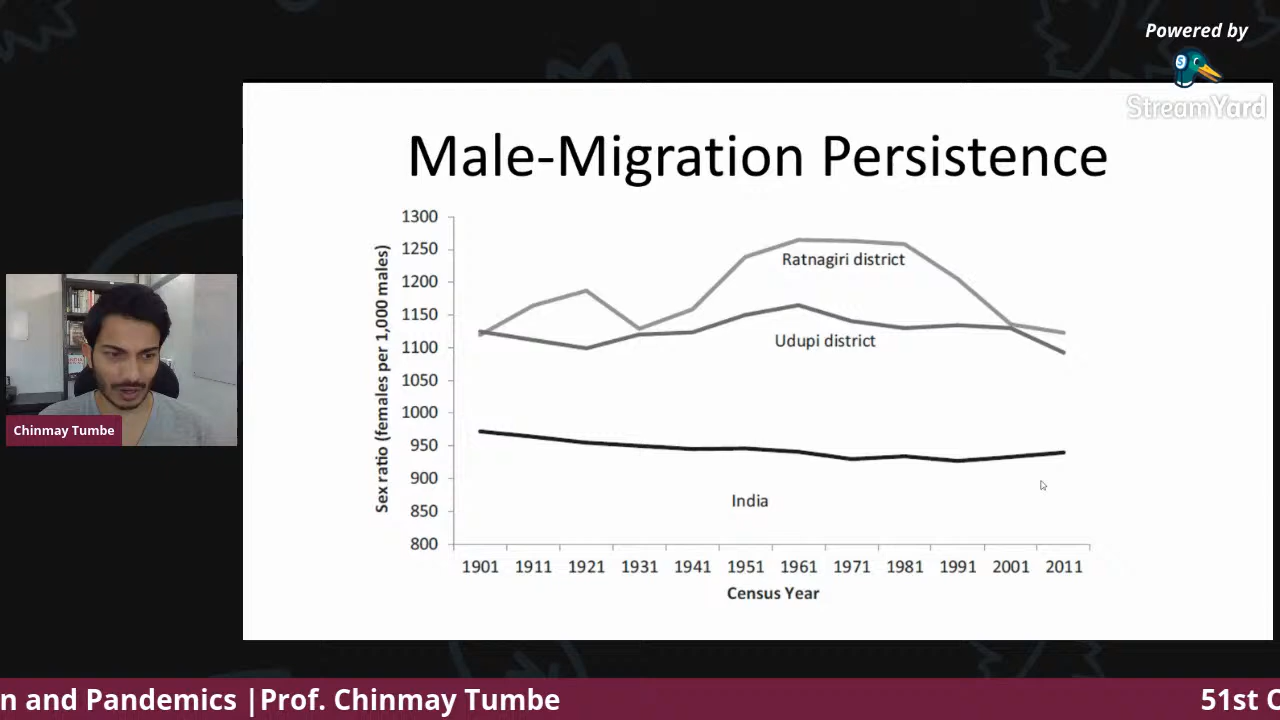 Powered by
StreamYard
Male-Migration Persistence
Sex ratio (females per 1,000 males)
1300
1250
1200
1150
1100
1050
1000
950
900
850
800
Ratnagiri district
Udupi district
India
1901 1911 1921 1931 1941 1951 1961 1971 1981 1991 2001 2011
Census Year
Chinmay Tumbe
n and Pandemics |Prof. Chinmay Tumbe
51st